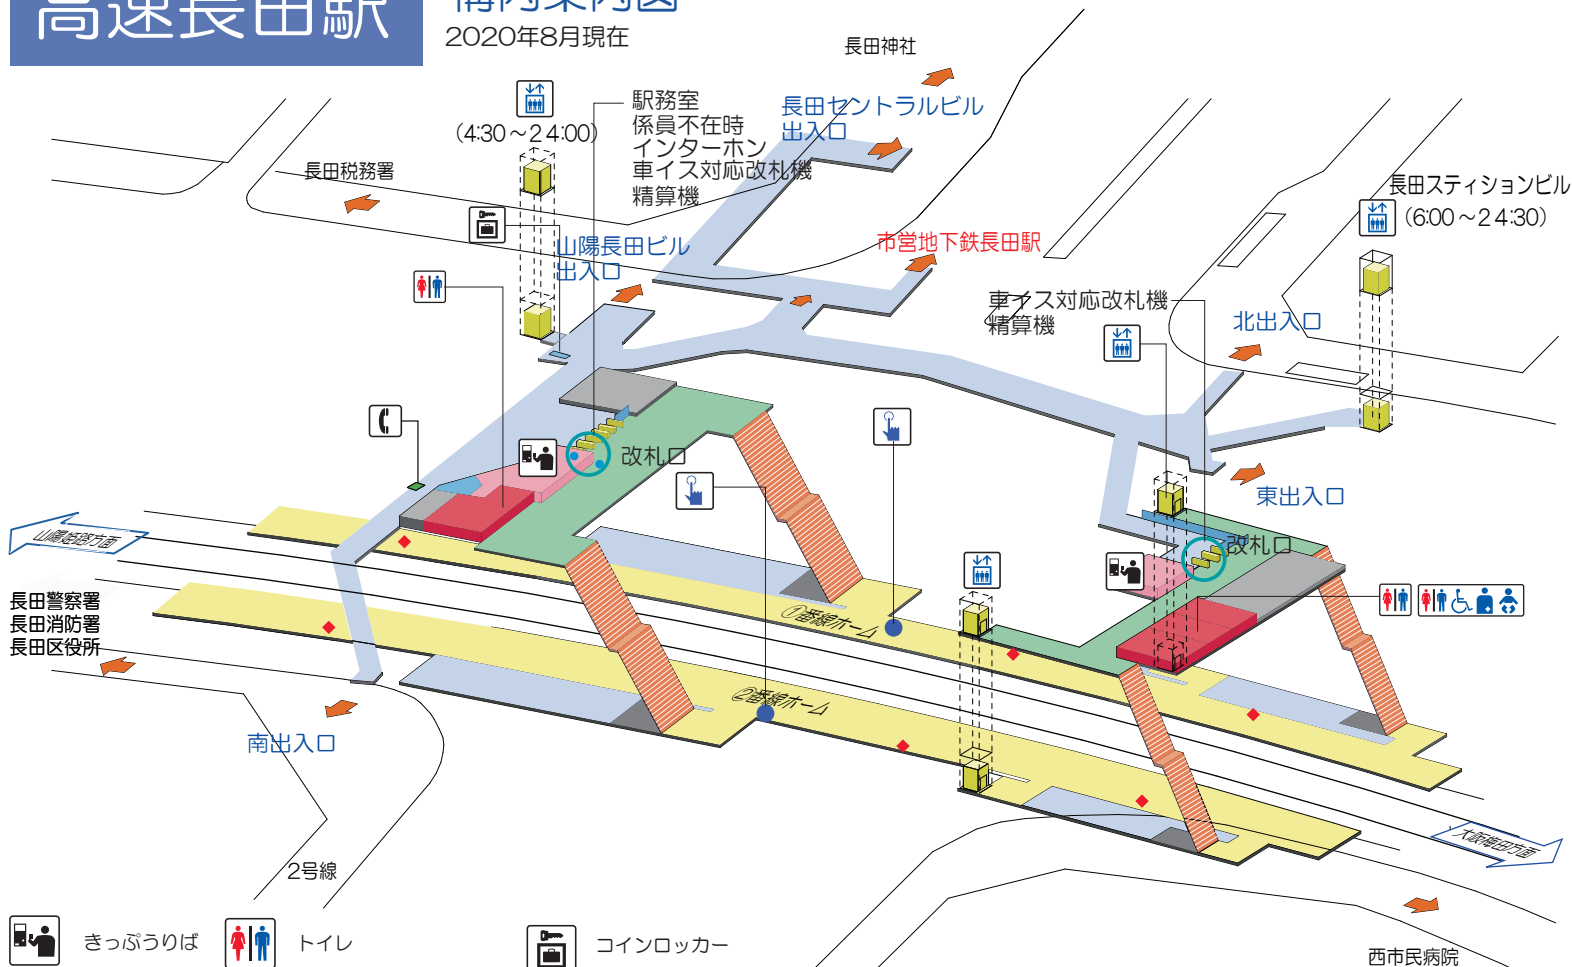 高速長田駅
構内案内図
2020年8月現在
長田神社
(4:30～24:00)
駅務室
係員不在時
インターホン
車イス対応改札機
精算機
長田セントラルビル
出入口
長田税務署
長田スティションビル
(6:00～24:30)
山陽長田ビル
出入口
市営地下鉄長田駅
車イス対応改札機
精算機
北出入口
改札口
東出入口
改札口
山陽姫路方面
長田警察署
長田消防署
長田区役所
①番線ホーム
②番線ホーム
南出入口
大阪梅田方面
2号線
西市民病院
きっぷうりば
トイレ
コインロッカー